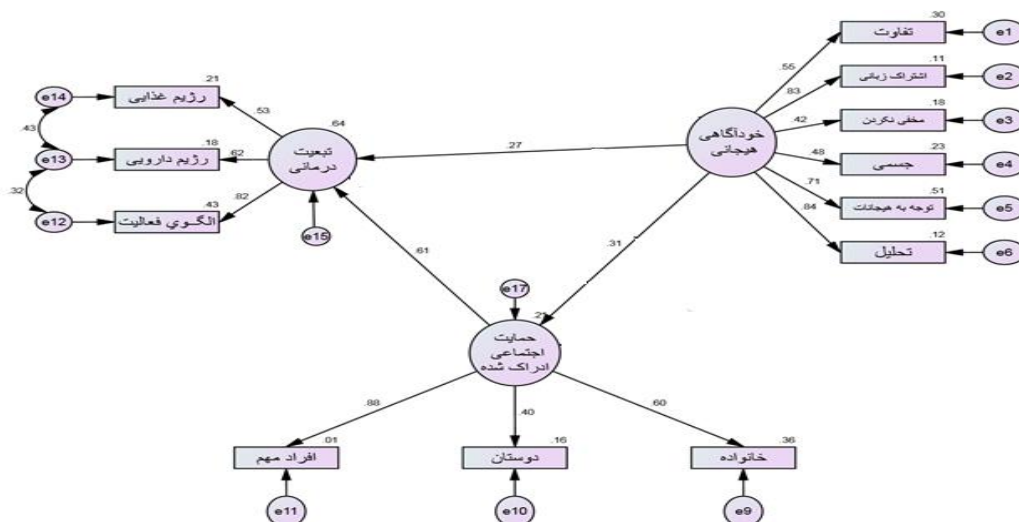 .30
تفاوت
e1
.55
.11
اشتراک زبانی
e2
.83
.18
مخفی نکردن
e3
.42
.23
جسمی
e4
.48
.51
توجه به هیجانات
e5
.71
.12
تحلیل
e6
.84
خودآگاهی
هیجانی
.27
.31
.21
رژیم غذایی
e14
.53
.43
.18
رژیم دارویی
e13
.62
.32
.43
الگوي فعالیت
e12
.82
.64
تبعیت
درمانی
e15
.61
e17
.21
حمایت
اجتماعی
ادراک شده
.88
.40
.60
.01
افراد مهم
.16
دوستان
.36
خانواده
e11
e10
e9